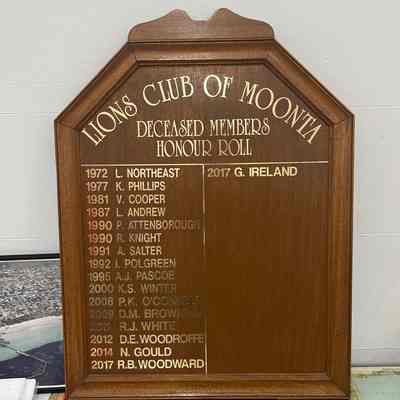 LIONS CLUB OF MOONTA
DECEASED MEMBERS
HONOUR ROLL
1972 L. NORTHEAST
1977 K. PHILLIPS
1981 V. COOPER
1987 L. ANDREW
1990 P. ATTENBOROUGH
1990 R. KNIGHT
1991 A. SALTER
1992 I. POLGREEN
1995 A.J. PASCOE
2000 K.S. WINTER
2008 P.K.
2009 D.M.
R.J. WHITE
2012 D.E. WOODROFFE
2014 N. GOULD
2017 R.B. WOODWARD
2017 G. IRELAND